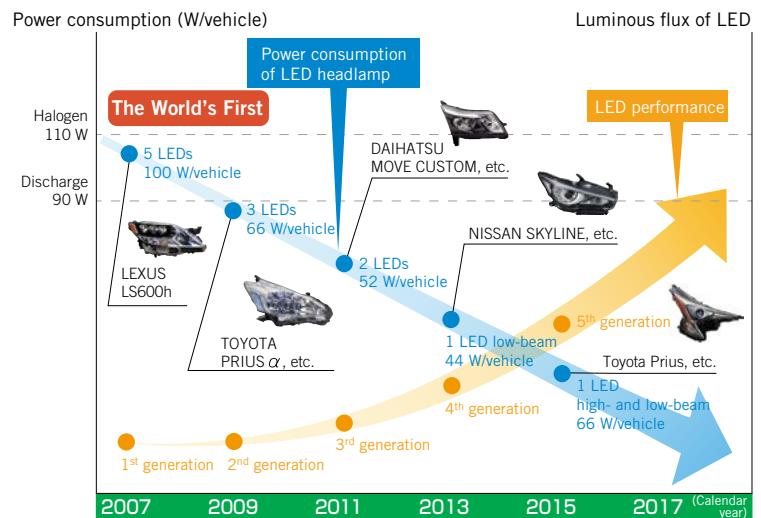 Power consumption (W/vehicle)
Luminous flux of LED
Power consumption
of LED headlamp
The World's First
LED performance
Halogen
110 W
Discharge
90 W
5 LEDs
100 W/vehicle
DAIHATSU
MOVE CUSTOM, etc.
3 LEDs
66 W/vehicle
NISSAN SKYLINE, etc.
2 LEDs
52 W/vehicle
LEXUS
LS600h
TOYOTA
PRIUS α, etc.
1 LED low-beam
44 W/vehicle
5th generation
Toyota Prius, etc.
1 LED
high- and low-beam
66 W/vehicle
4th generation
3rd generation
1st generation
2nd generation
2007 2009 2011 2013 2015 2017 (Calendar
year)